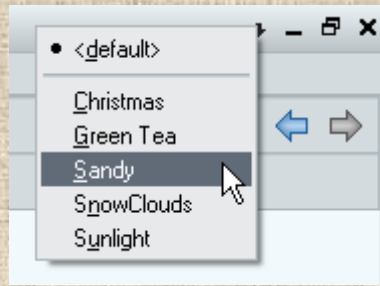 <default>
Christmas
Green Tea
Sandy
SnowClouds
Sunlight